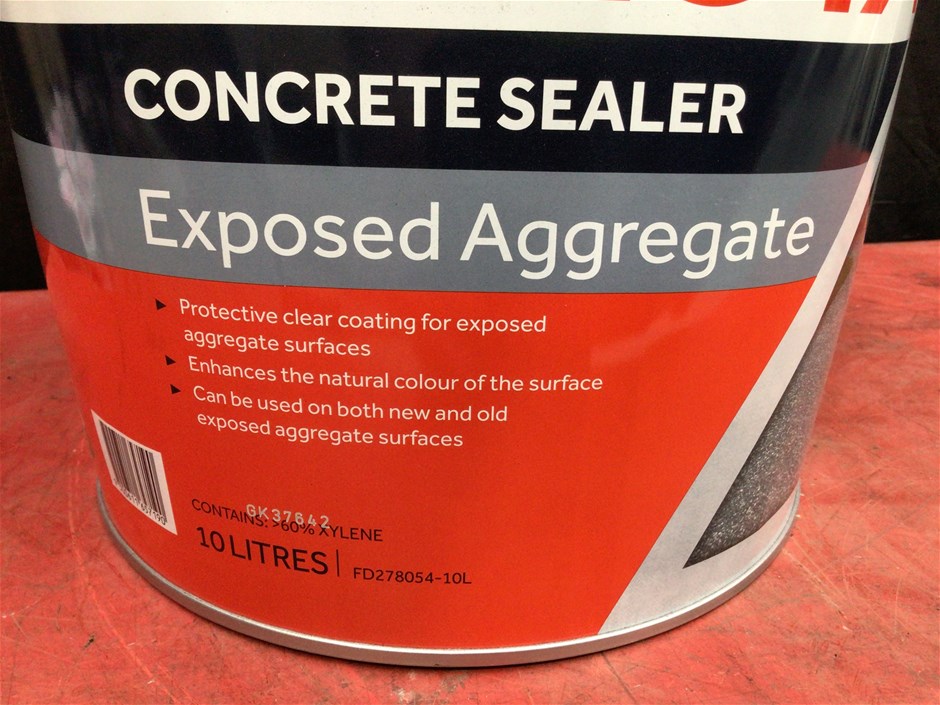 CONCRETE SEALER
Exposed Aggregate
Protective clear coating for exposed
aggregate surfaces
Enhances the natural colour of the surface
Can be used on both new and old
exposed aggregate surfaces
GK37642
CONTAINS: >60% XYLENE
10 LITRES | FD278054-10L